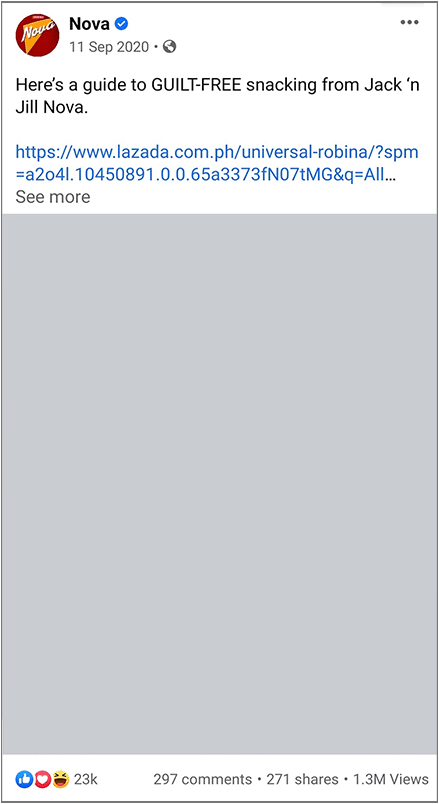 Nova
Nova
11 Sep 2020 ·
Here's a guide to GUILT-FREE snacking from Jack ‘n
Jill Nova.
https://www.lazada.com.ph/universal-robina/?spm
=a2o4l.10450891.0.0.65a3373fN07tMG&q=All...
See more
23k
297 comments • 271 shares • 1.3M Views